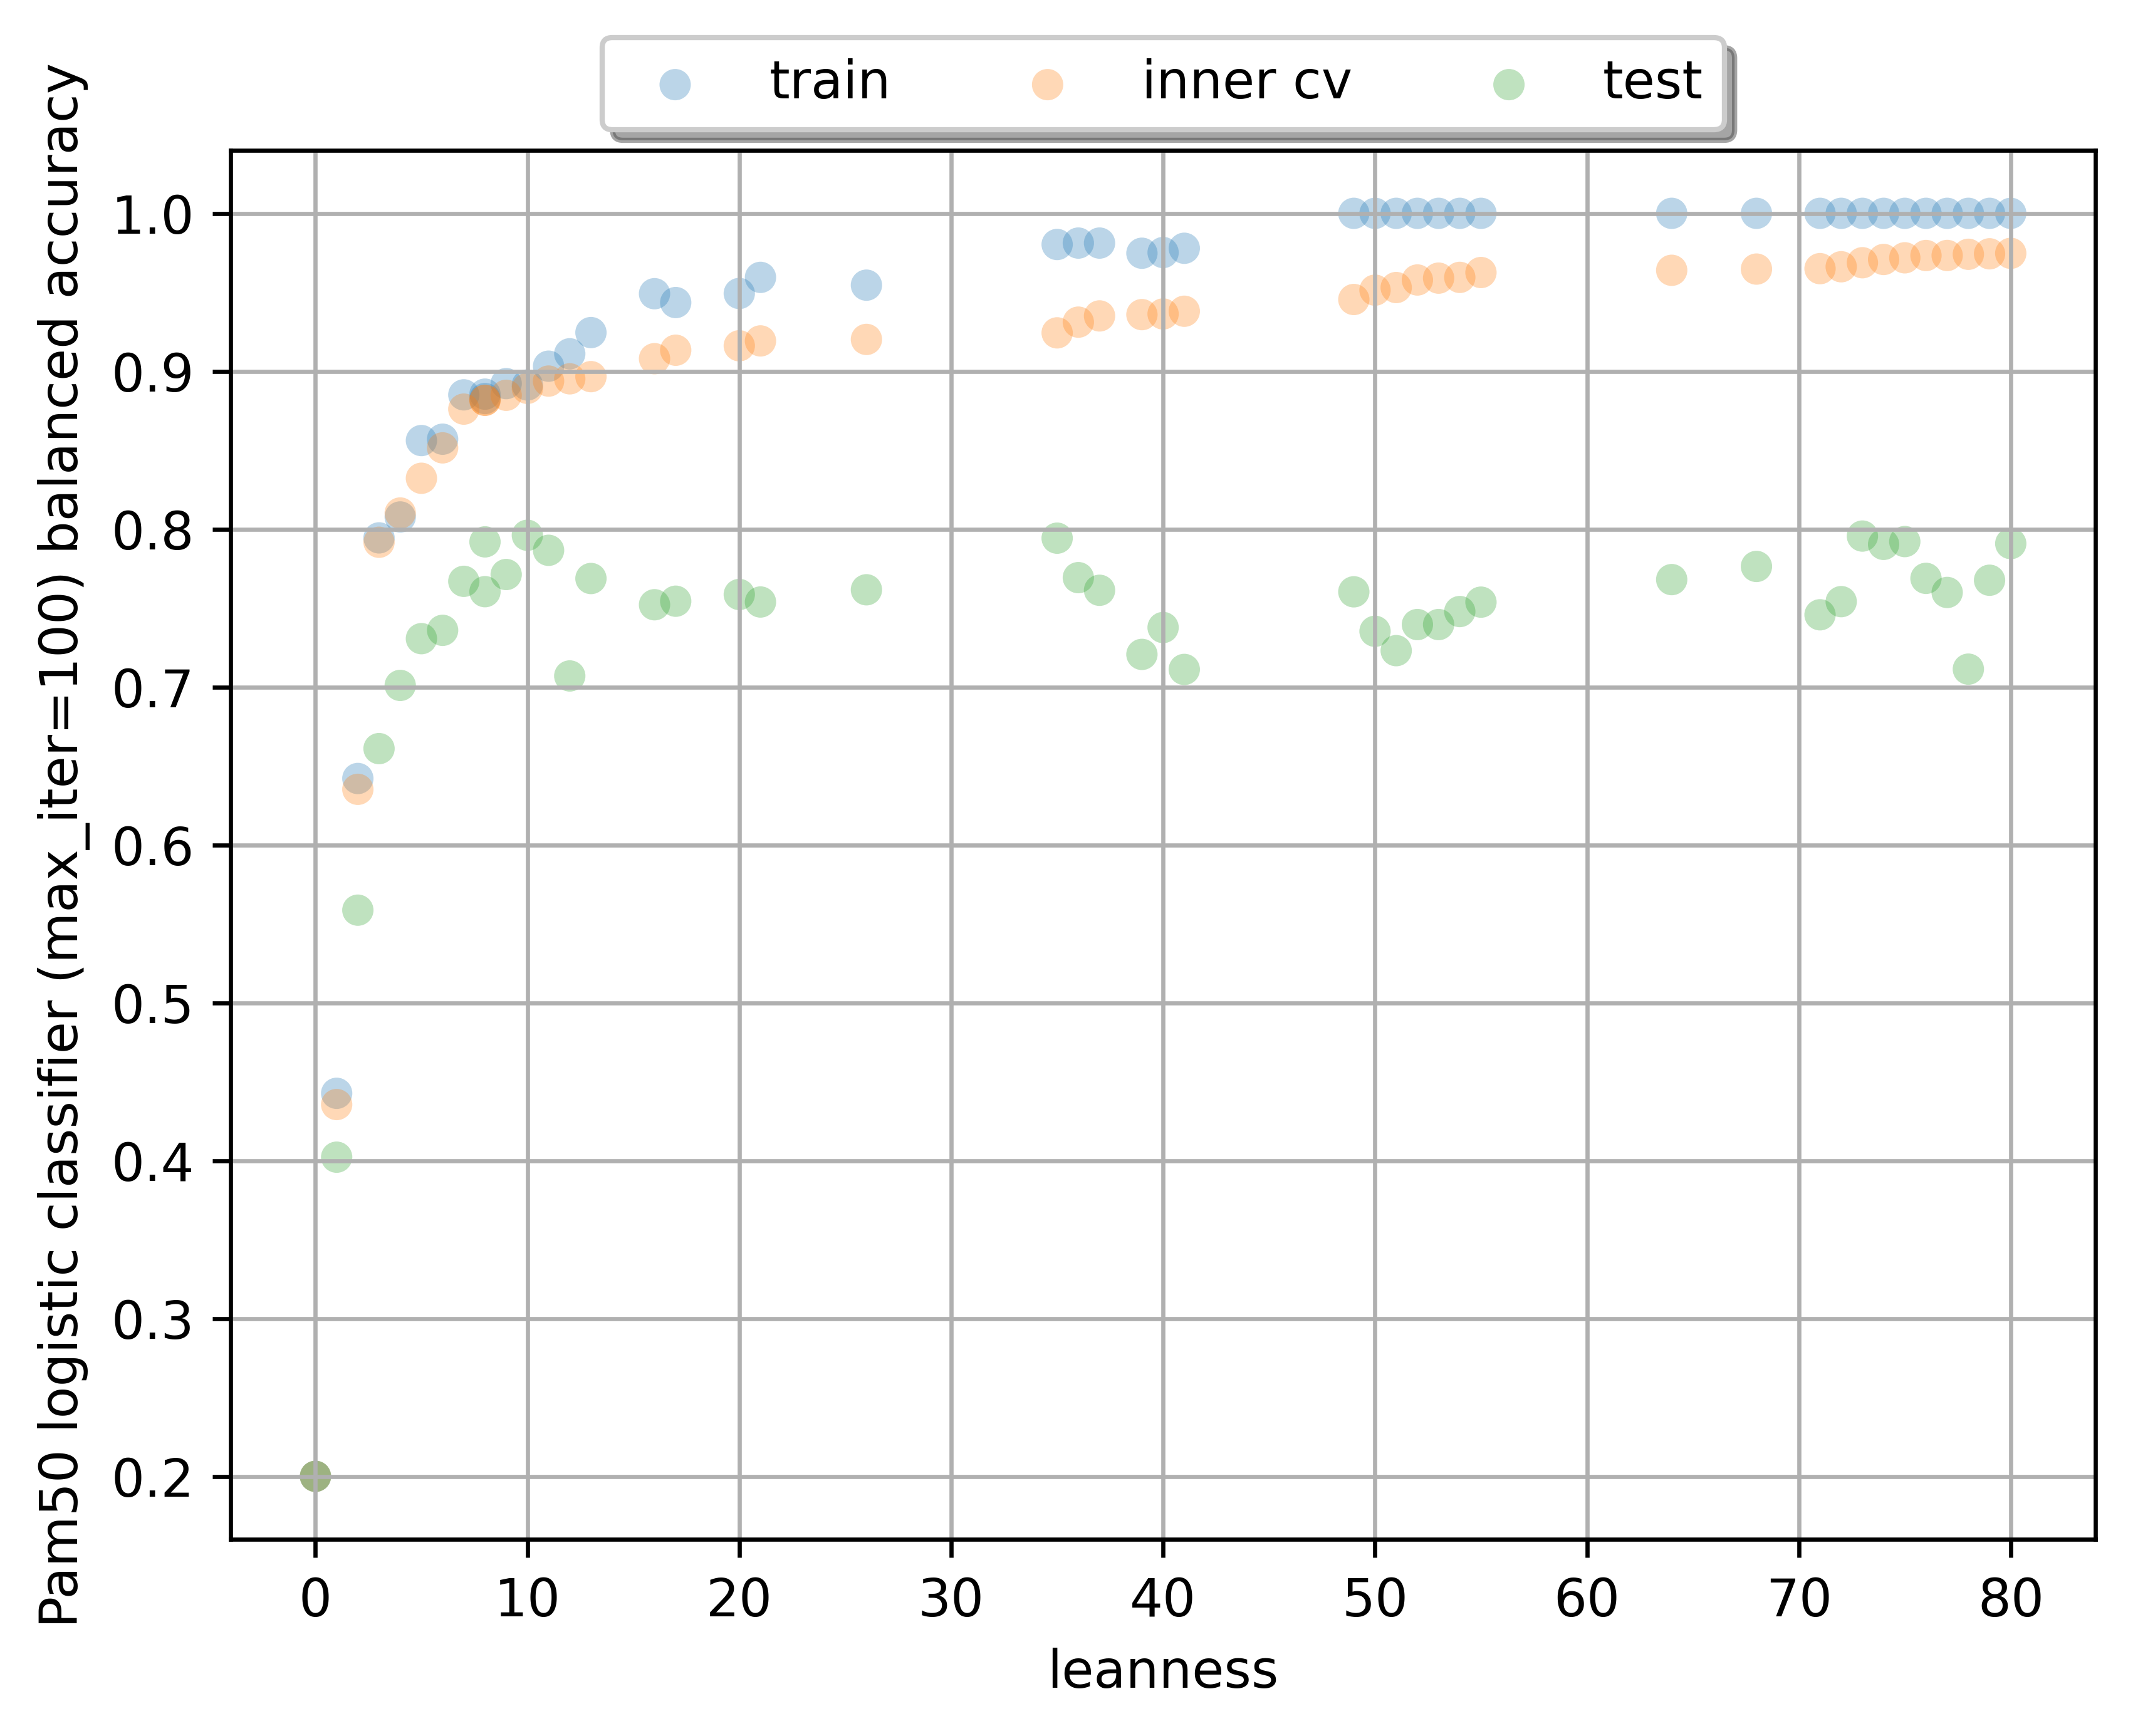 train
inner cv
test
Pam50 logistic classifier (max_iter=100) balanced accuracy
1.0
0.9
0.8
0.7
0.6
0.5
0.4
0.3
0.2
0 10 20 30 40 50 60 70 80
leanness